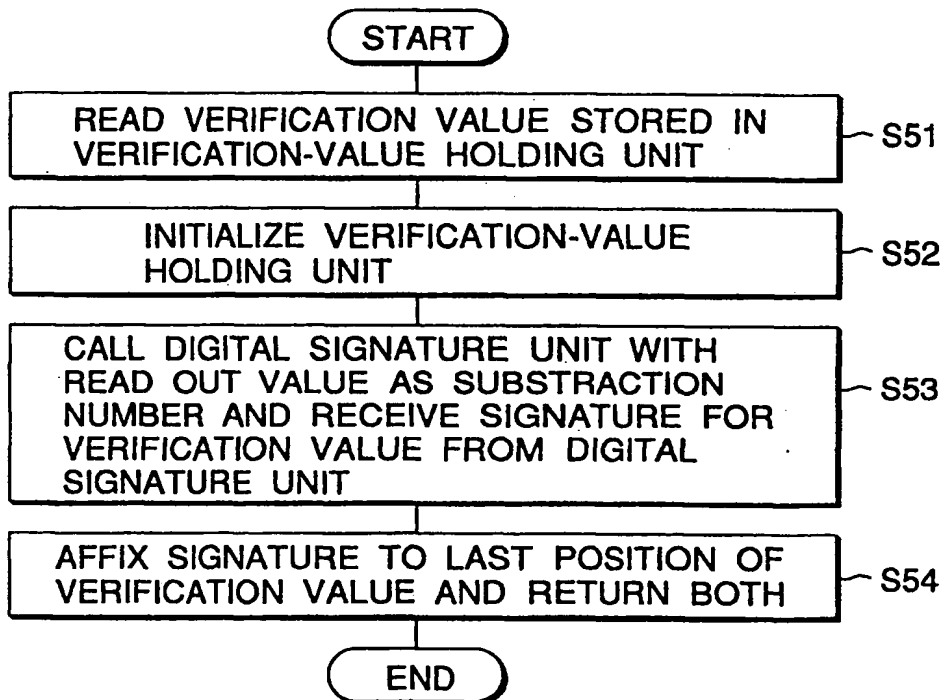 START
READ VERIFICATION VALUE STORED IN
VERIFICATION-VALUE HOLDING UNIT
S51
INITIALIZE VERIFICATION-VALUE
HOLDING UNIT
S52
CALL DIGITAL SIGNATURE UNIT WITH
READ OUT VALUE AS SUBSTRACTION
NUMBER AND RECEIVE SIGNATURE FOR
VERIFICATION VALUE FROM DIGITAL
SIGNATURE UNIT
S53
AFFIX SIGNATURE TO LAST POSITION OF
VERIFICATION VALUE AND RETURN BOTH
S54
END